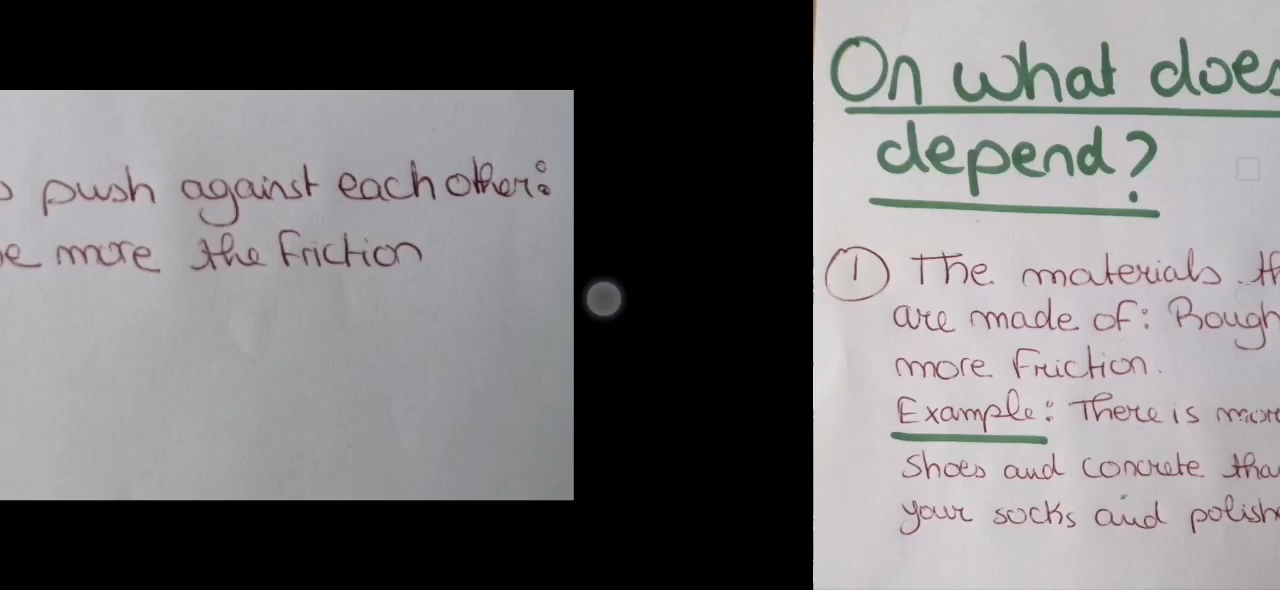 push against each other:
more the friction
On what does
depend?
① The materials
are made of: Rough
more friction.
Example: There is more
shoes and concrete
your socks and